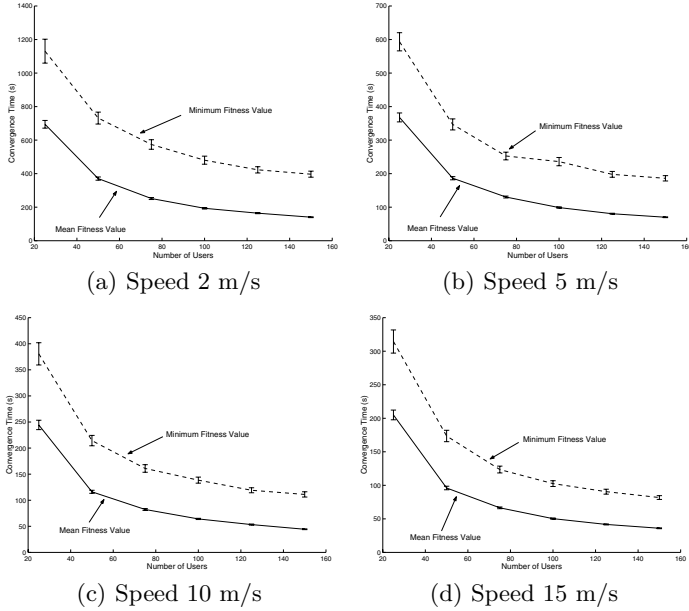 1400
1200
1000
800
600
400
200
0
20 40 60 80 100 120 140 160
Convergence Time (s)
Number of Users
Minimum Fitness Value
Mean Fitness Value
(a) Speed 2 m/s
700
600
500
400
300
200
100
0
20 40 60 80 100 120 140 160
Convergence Time (s)
Number of Users
Minimum Fitness Value
Mean Fitness Value
(b) Speed 5 m/s
450
400
350
300
250
200
150
100
50
0
20 40 60 80 100 120 140 160
Convergence Time (s)
Number of Users
Minimum Fitness Value
Mean Fitness Value
(c) Speed 10 m/s
350
300
250
200
150
100
50
0
20 40 60 80 100 120 140 160
Convergence Time (s)
Number of Users
Minimum Fitness Value
Mean Fitness Value
(d) Speed 15 m/s